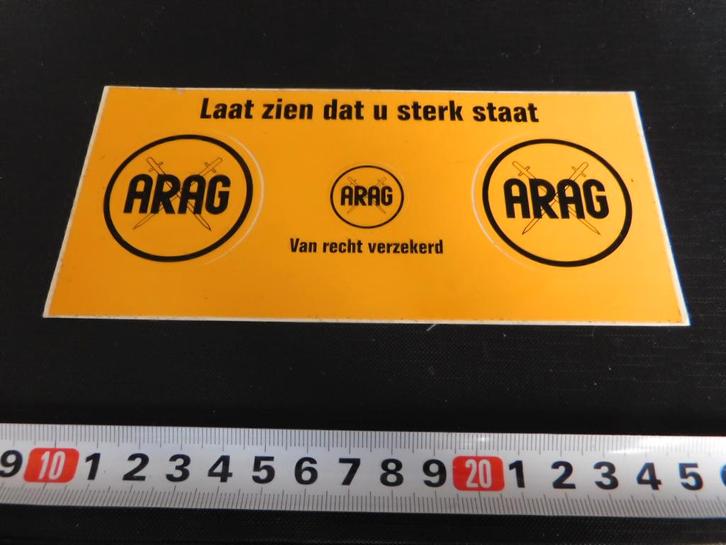 Laat zien dat u sterk staat
ARAG ARAG ARAG
Van recht verzekerd
9 10 1 2 3 4 5 6 7 8 9 20 1 2 3 4 5